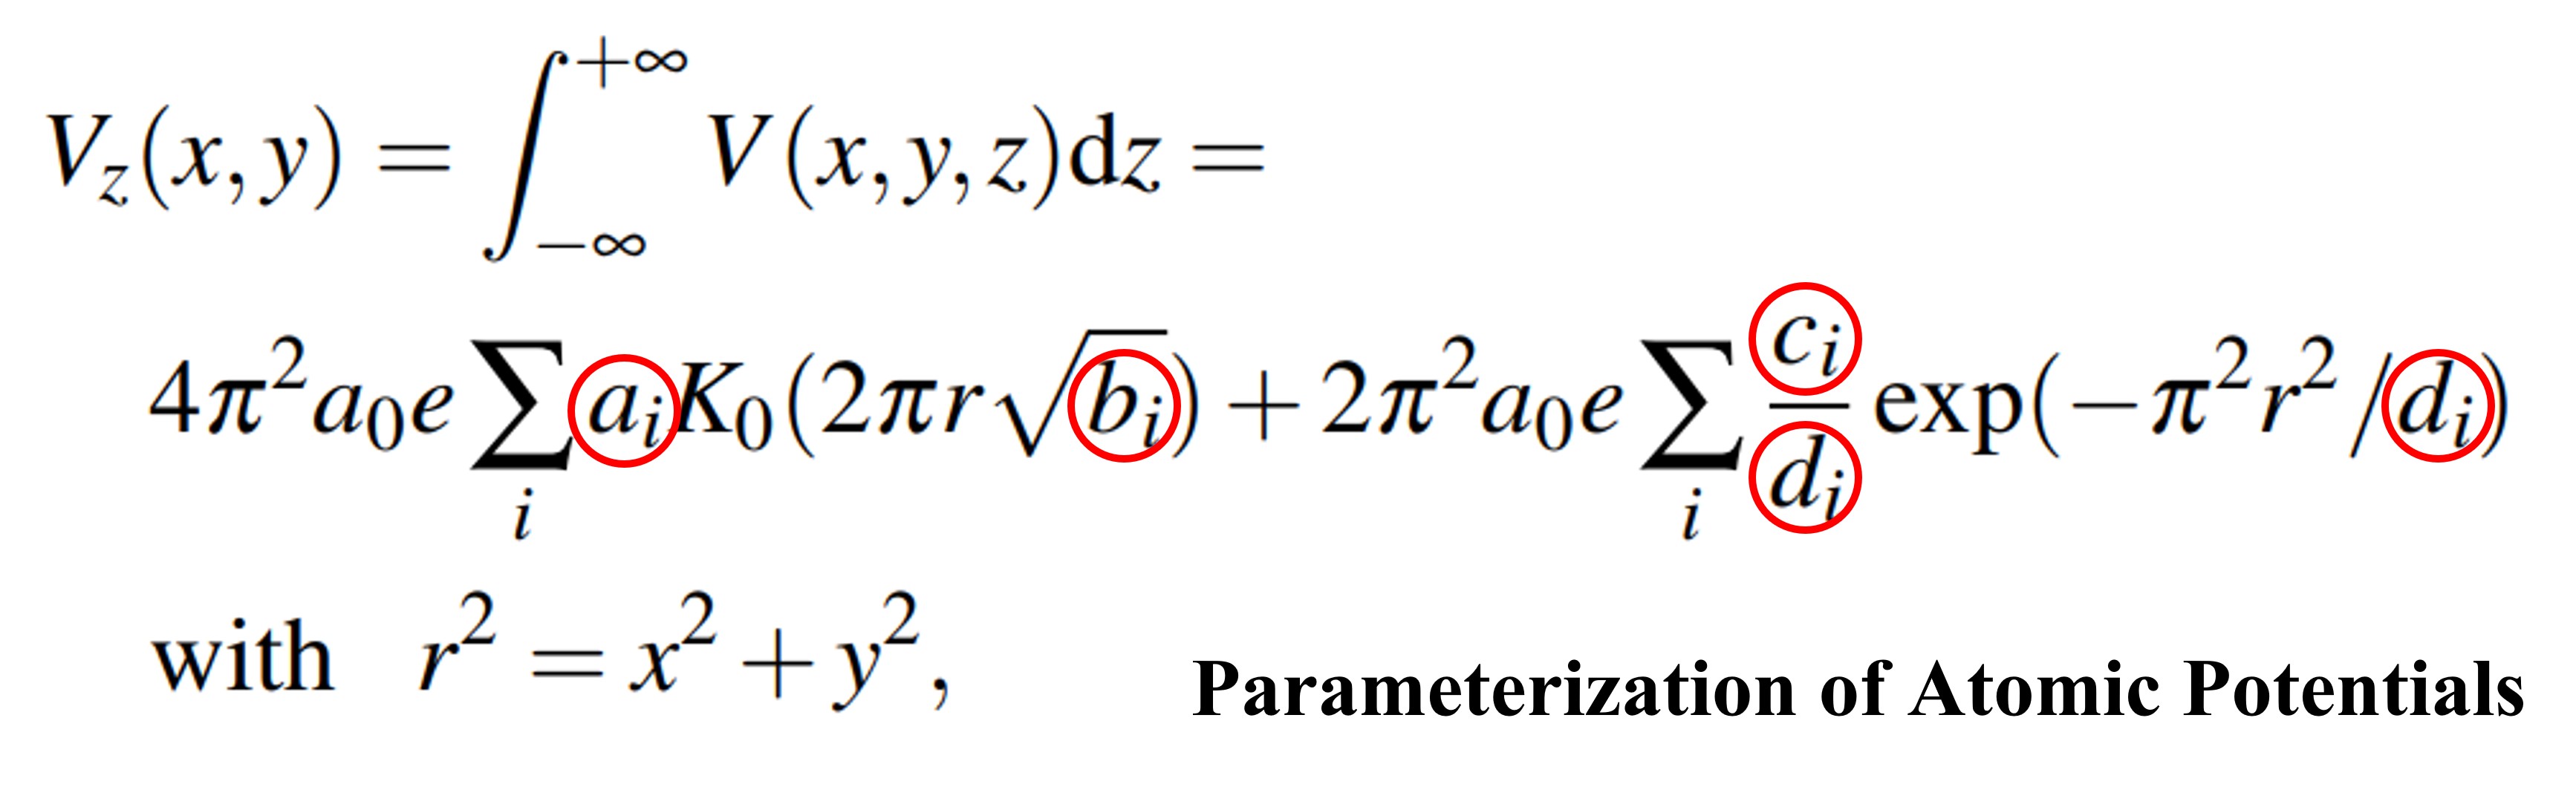 V_z(x,y) = ∫_{-∞}^{+∞} V(x,y,z)dz =
4π²a₀e ∑_i a_i K₀(2πr√b_i) + 2π²a₀e ∑_i c_i/d_i exp(−π²r²/d_i)
with r² = x² + y²,
Parameterization of Atomic Potentials